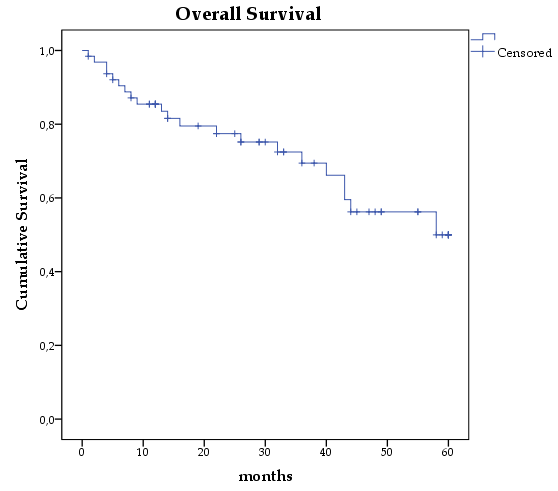 Overall Survival
Censored
1,0
0,8
0,6
0,4
0,2
0,0
Cumulative Survival
0 10 20 30 40 50 60
months